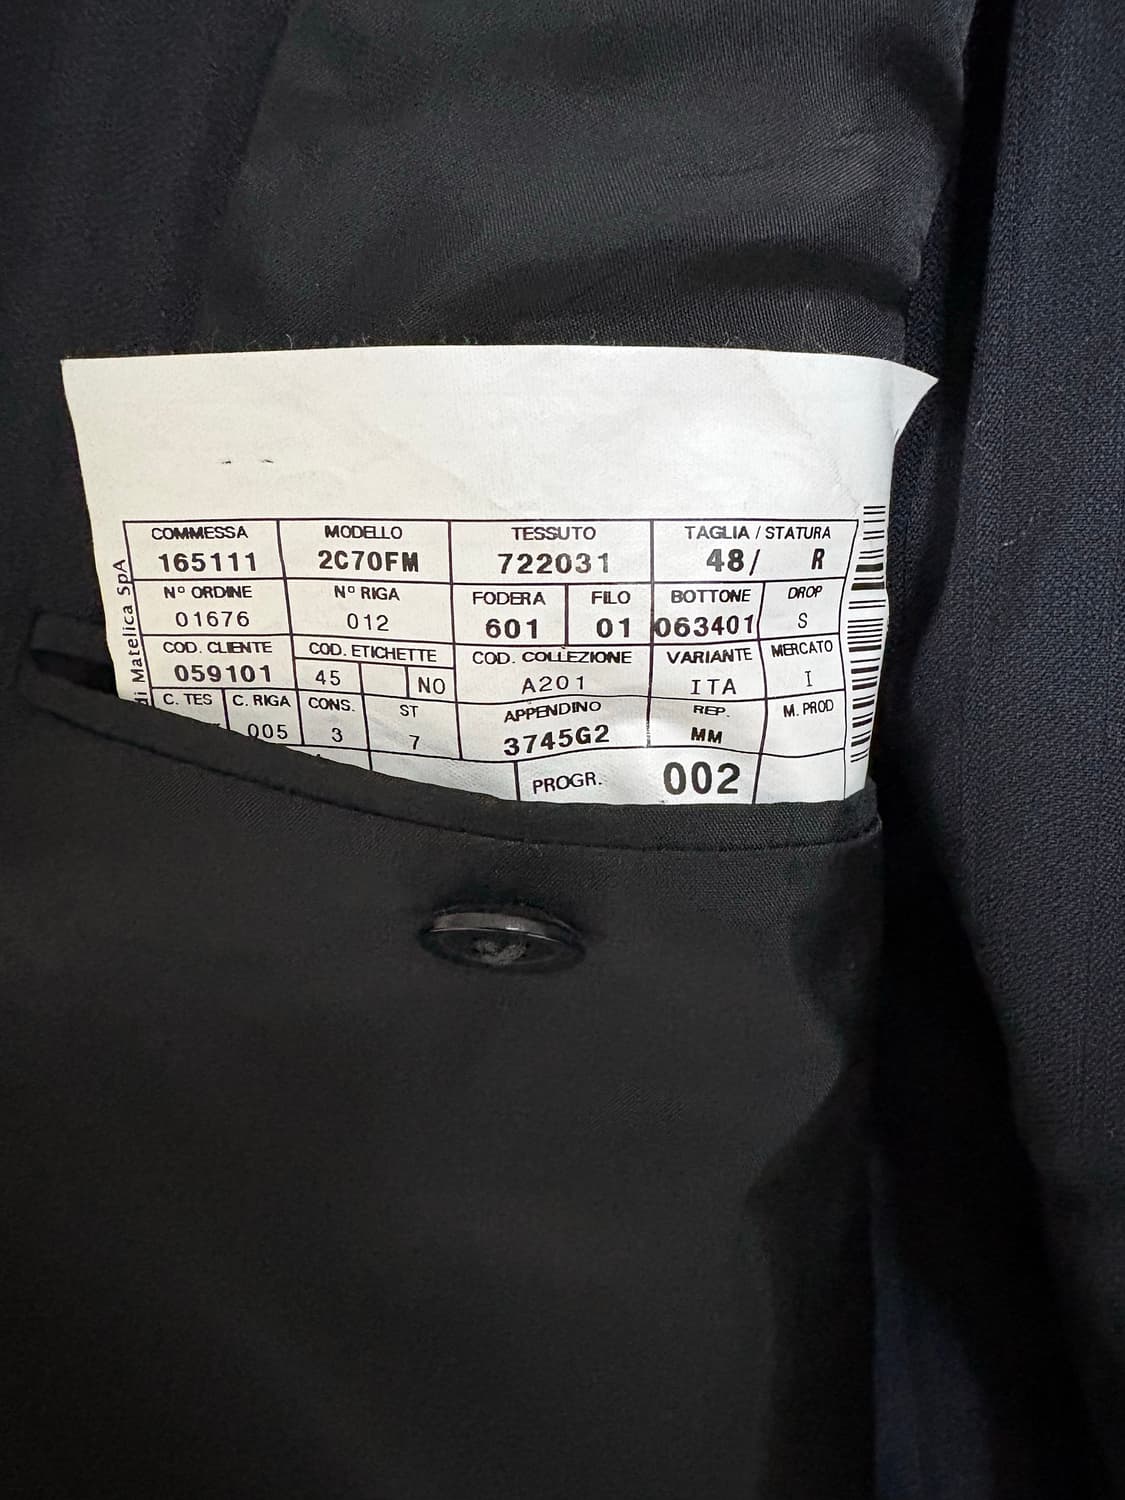 COMMESSA MODELLO TESSUTO TAGLIA / STATURA
165111 2C70FM 722031 48/ R
Nº ORDINE Nº RIGA FODERA FILO BOTTONE DROP
01676 012 601 01 063401 S
COD. CLIENTE COD. ETICHETTE COD. COLLEZIONE VARIANTE MERCATO
059101 45 NO A201 ITA I
C. TES C. RIGA CONS. ST APPENDINO REP. M. PROD
005 3 7 3745G2 MM
PROGR. 002
di Matelica SpA